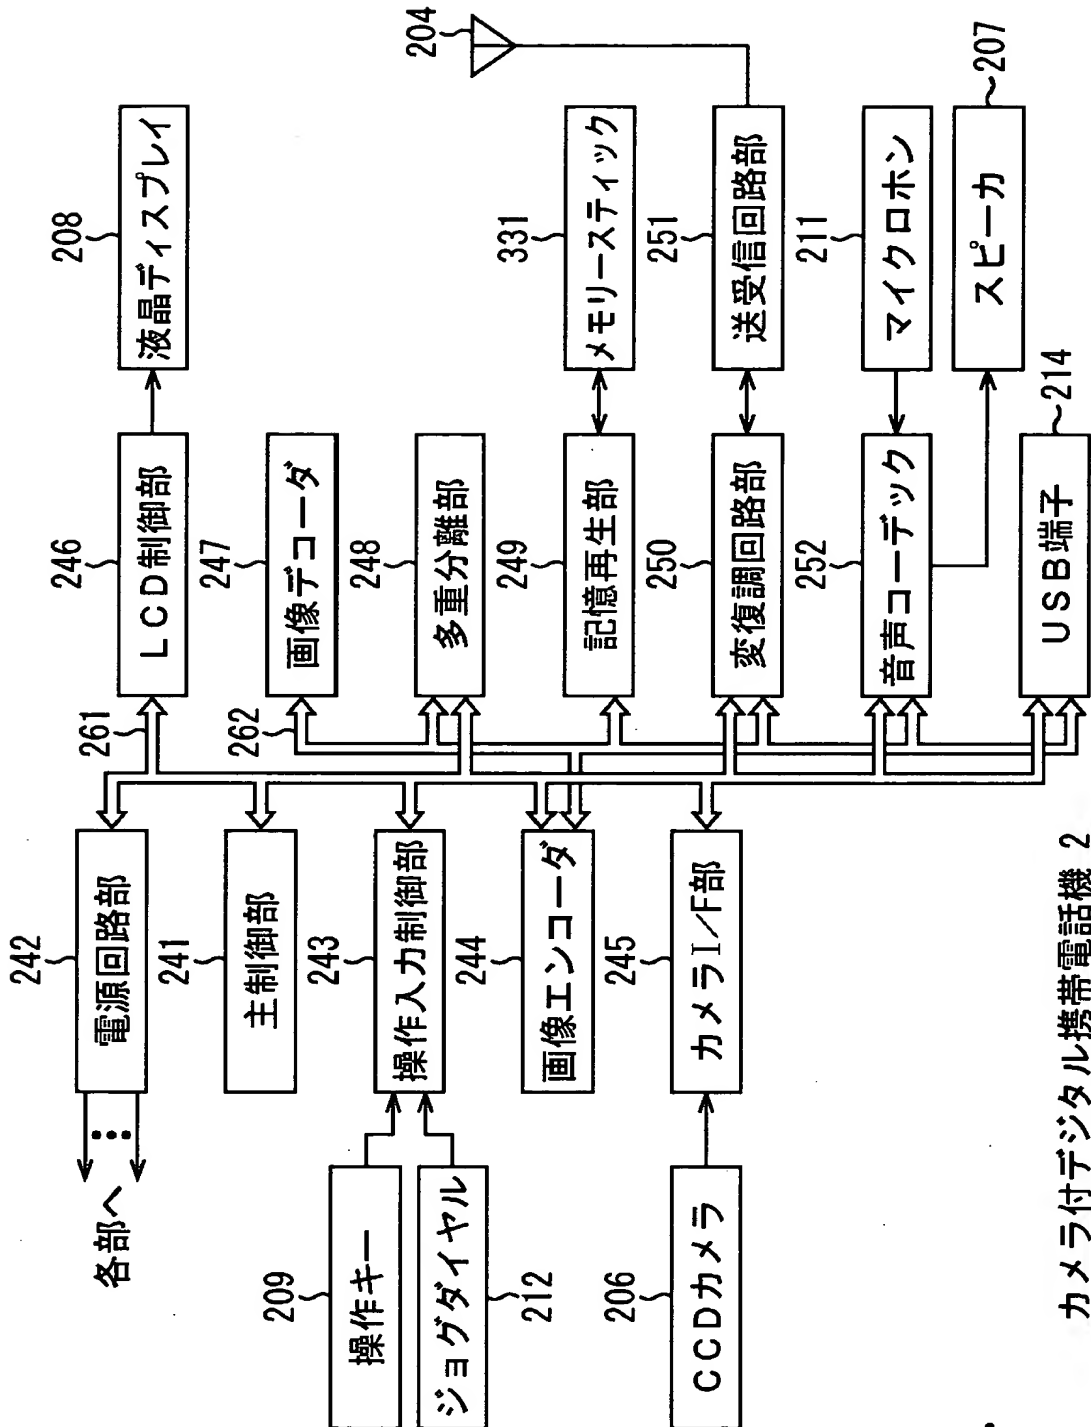 204
208
液晶ディスプレイ
331
メモリースティック
251
送受信回路部
211
マイクロホン
スピーカ
207
246
LCD制御部
247
画像デコーダ
248
多重分離部
249
記憶再生部
250
変復調回路部
252
音声コーデック
USB端子
214
261
262
242
電源回路部
241
主制御部
243
操作入力制御部
244
画像エンコーダ
245
カメラI/F部
各部へ
209
操作キー
ジョグダイヤル
212
206
CCDカメラ
カメラ付デジタル携帯電話機 2